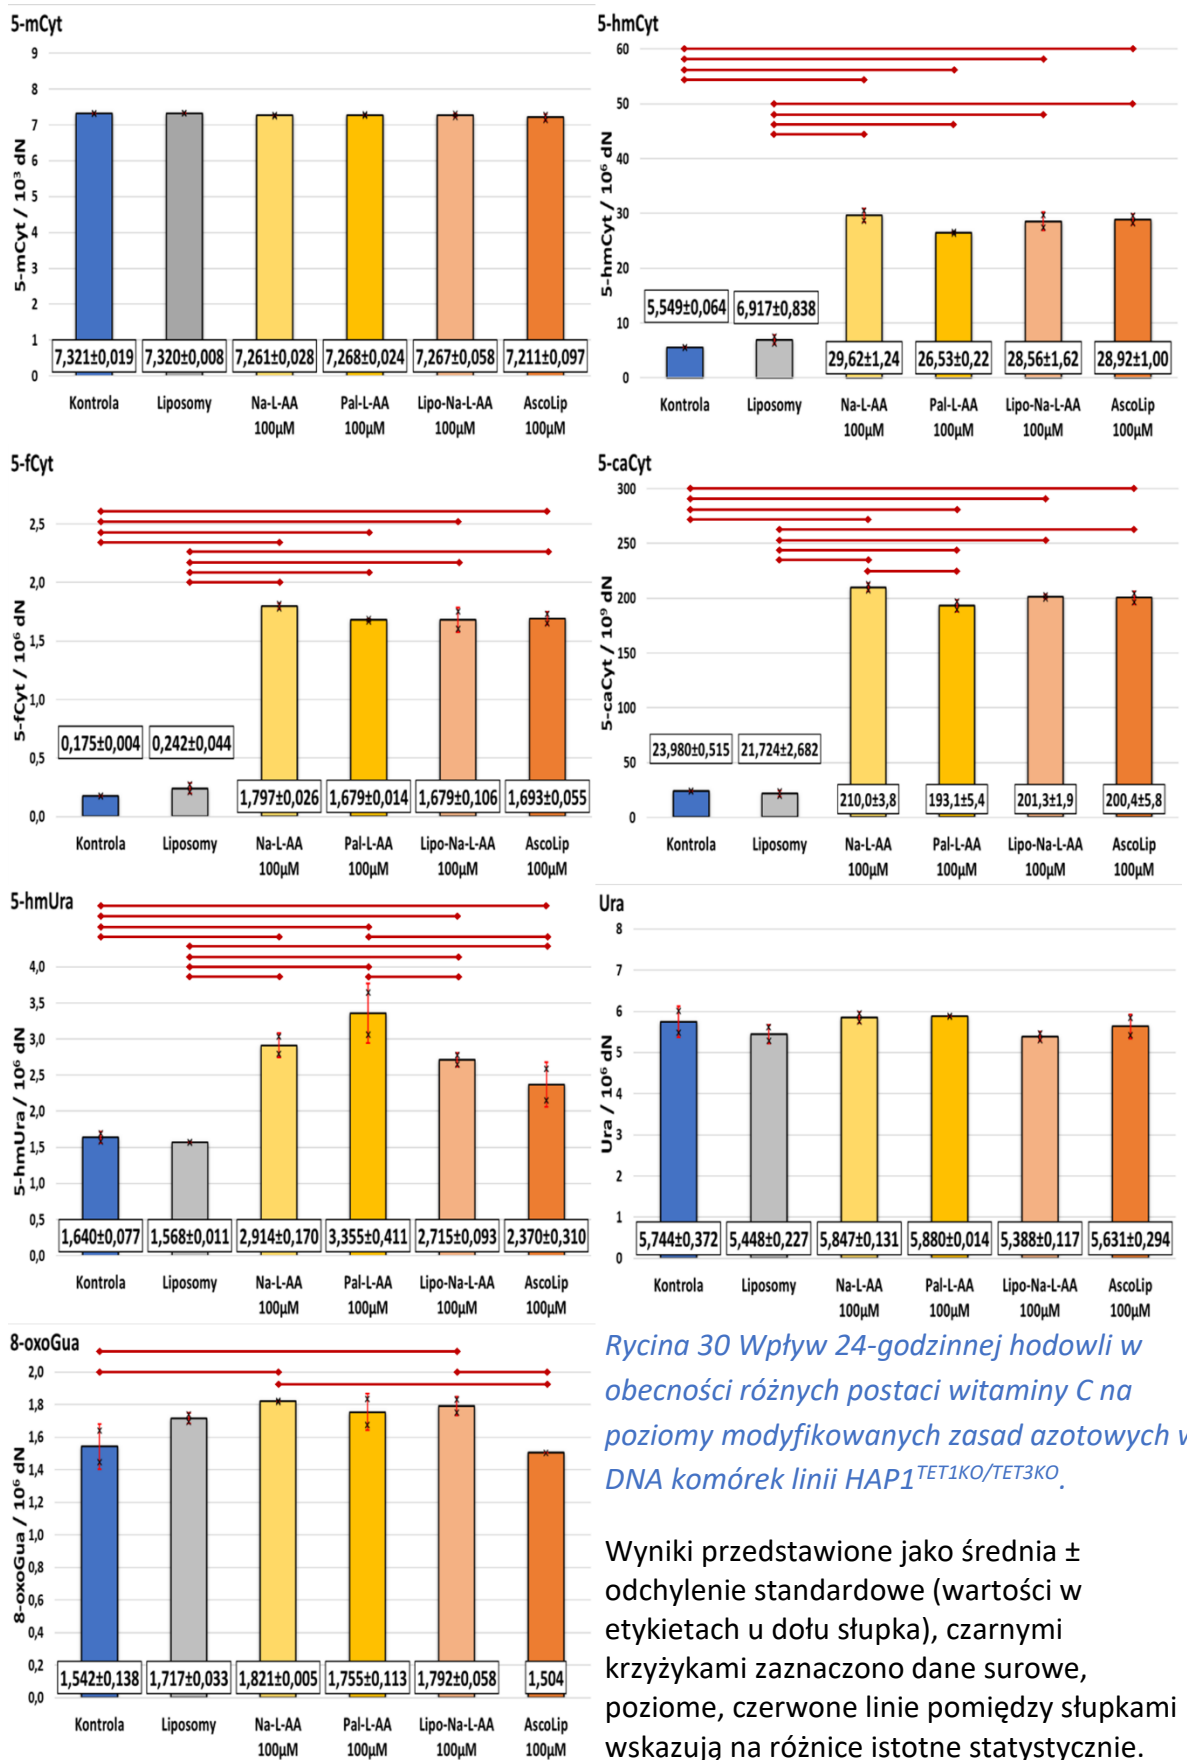 5-mCyt
5-mCyt / 10³ dN
9
8
7
6
5
4
3
2
1
0
7,321±0,019 7,320±0,008 7,261±0,028 7,268±0,024 7,267±0,058 7,211±0,097
Kontrola Liposomy Na-L-AA Pal-L-AA Lipo-Na-L-AA AscoLip
100µM 100µM 100µM 100µM
5-hmCyt
5-hmCyt / 10⁶ dN
60
50
40
30
20
10
0
5,549±0,064 6,917±0,838
29,62±1,24 26,53±0,22 28,56±1,62 28,92±1,00
Kontrola Liposomy Na-L-AA Pal-L-AA Lipo-Na-L-AA AscoLip
100µM 100µM 100µM 100µM
5-fCyt
5-fCyt / 10⁶ dN
2,5
2,0
1,5
1,0
0,5
0,0
0,175±0,004 0,242±0,044
1,797±0,026 1,679±0,014 1,679±0,106 1,693±0,055
Kontrola Liposomy Na-L-AA Pal-L-AA Lipo-Na-L-AA AscoLip
100µM 100µM 100µM 100µM
5-caCyt
5-caCyt / 10⁹ dN
300
250
200
150
100
50
0
23,980±0,515 21,724±2,682
210,0±3,8 193,1±5,4 201,3±1,9 200,4±5,8
Kontrola Liposomy Na-L-AA Pal-L-AA Lipo-Na-L-AA AscoLip
100µM 100µM 100µM 100µM
5-hmUra
5-hmUra / 10⁶ dN
4,0
3,5
3,0
2,5
2,0
1,5
1,0
0,5
0,0
1,640±0,077 1,568±0,011 2,914±0,170 3,355±0,411 2,715±0,093 2,370±0,310
Kontrola Liposomy Na-L-AA Pal-L-AA Lipo-Na-L-AA AscoLip
100µM 100µM 100µM 100µM
Ura
Ura / 10⁶ dN
8
7
6
5
4
3
2
1
0
5,744±0,372 5,448±0,227 5,847±0,131 5,880±0,014 5,388±0,117 5,631±0,294
Kontrola Liposomy Na-L-AA Pal-L-AA Lipo-Na-L-AA AscoLip
100µM 100µM 100µM 100µM
8-oxoGua
8-oxoGua / 10⁶ dN
2,0
1,8
1,6
1,4
1,2
1,0
0,8
0,6
0,4
0,2
0,0
1,542±0,138 1,717±0,033 1,821±0,005 1,755±0,113 1,792±0,058 1,504
Kontrola Liposomy Na-L-AA Pal-L-AA Lipo-Na-L-AA AscoLip
100µM 100µM 100µM 100µM
Rycina 30 Wpływ 24-godzinnej hodowli w
obecności różnych postaci witaminy C na
poziomy modyfikowanych zasad azotowych w
DNA komórek linii HAP1ᵀᴱᵀ¹ᴷᴼ/ᵀᴱᵀ³ᴷᴼ.
Wyniki przedstawione jako średnia ±
odchylenie standardowe (wartości w
etykietach u dołu słupka), czarnymi
krzyżykami zaznaczono dane surowe,
poziome, czerwone linie pomiędzy słupkami
wskazują na różnice istotne statystycznie.